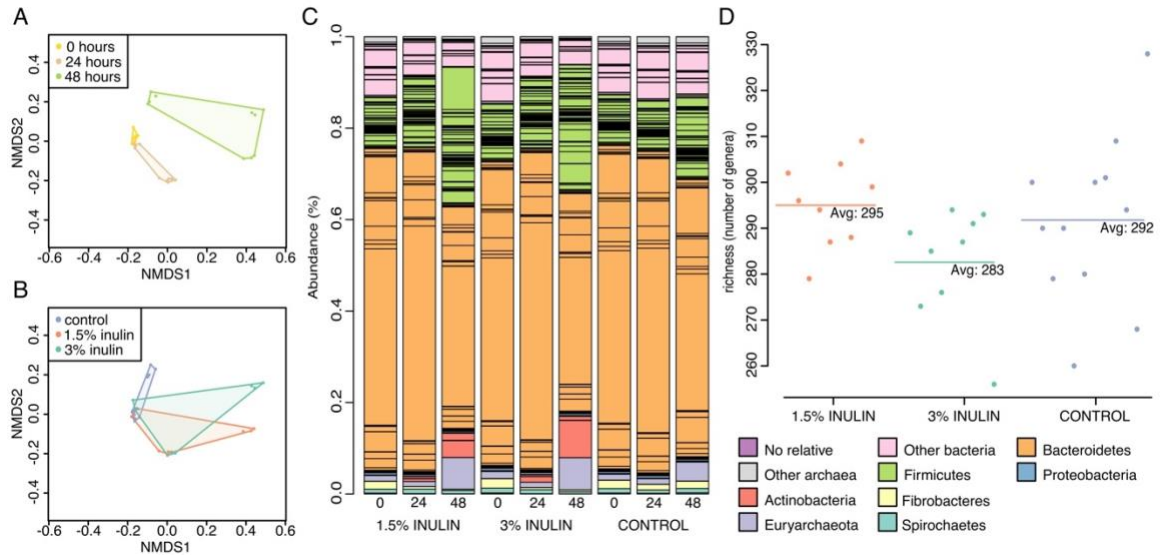 A
0 hours
24 hours
48 hours
NMDS2
0.4
0.2
0.0
-0.2
-0.4
-0.6 -0.4 -0.2 0.0 0.2 0.4 0.6
NMDS1
B
control
1.5% inulin
3% inulin
NMDS2
0.4
0.2
0.0
-0.2
-0.4
-0.6 -0.4 -0.2 0.0 0.2 0.4 0.6
NMDS1
C
Abundance (%)
1.0
0.8
0.6
0.4
0.2
0.0
0 24 48 0 24 48 0 24 48
1.5% INULIN 3% INULIN CONTROL
D
richness (number of genera)
330
320
310
300
290
280
270
260
Avg: 295
Avg: 283
Avg: 292
1.5% INULIN 3% INULIN CONTROL
No relative
Other archaea
Actinobacteria
Euryarchaeota
Other bacteria
Firmicutes
Fibrobacteres
Spirochaetes
Bacteroidetes
Proteobacteria